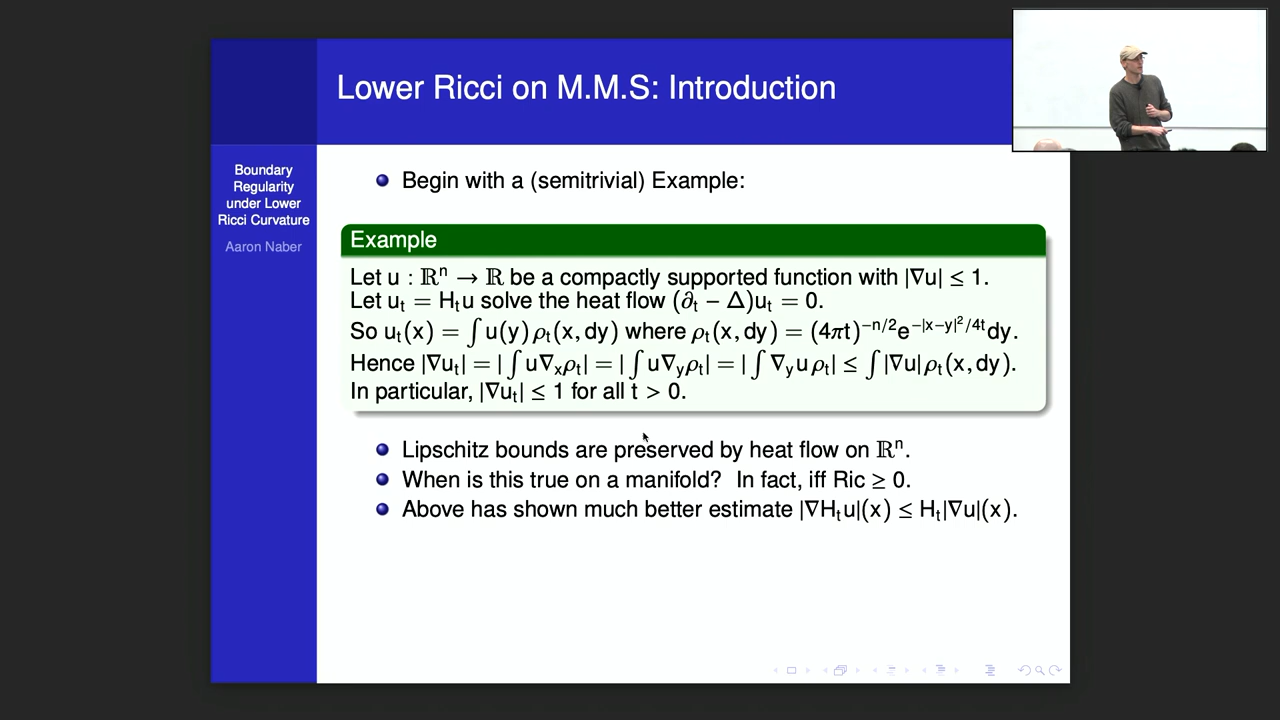 Lower Ricci on M.M.S: Introduction
Boundary
Regularity
under Lower
Ricci Curvature
Aaron Naber
Begin with a (semitrivial) Example:
Example
Let u : ℝⁿ → ℝ be a compactly supported function with |∇u| ≤ 1.
Let uₜ = Hₜu solve the heat flow (∂ₜ − Δ)uₜ = 0.
So uₜ(x) = ∫ u(y) ρₜ(x, dy) where ρₜ(x, dy) = (4πt)^{−n/2}e^{−|x−y|²/4t}dy.
Hence |∇uₜ| = | ∫ u∇ₓρₜ| = | ∫ u∇_yρₜ| = | ∫ ∇_yu ρₜ| ≤ ∫ |∇u|ρₜ(x, dy).
In particular, |∇uₜ| ≤ 1 for all t > 0.
Lipschitz bounds are preserved by heat flow on ℝⁿ.
When is this true on a manifold? In fact, iff Ric ≥ 0.
Above has shown much better estimate |∇Hₜu|(x) ≤ Hₜ|∇u|(x).